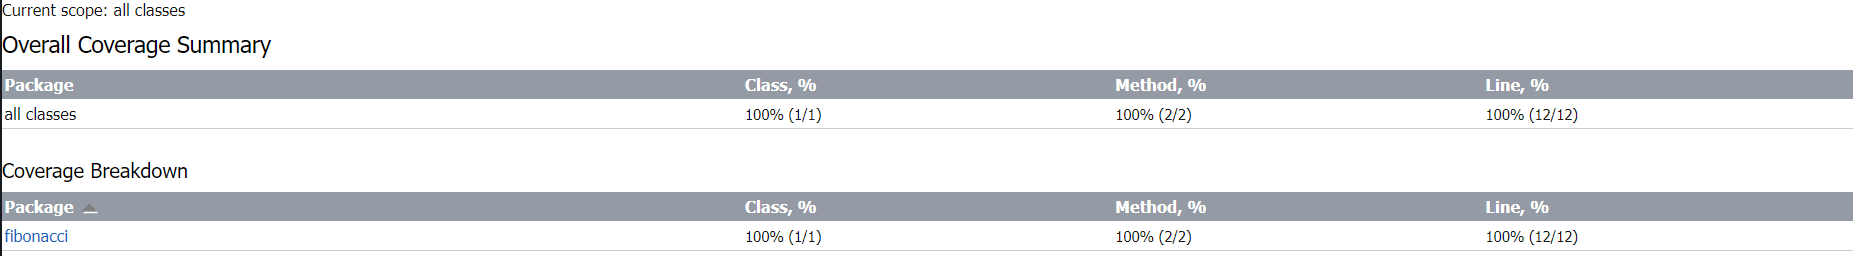 Current scope: all classes
Overall Coverage Summary
Package Class, % Method, % Line, %
all classes 100% (1/1) 100% (2/2) 100% (12/12)
Coverage Breakdown
Package Class, % Method, % Line, %
fibonacci 100% (1/1) 100% (2/2) 100% (12/12)